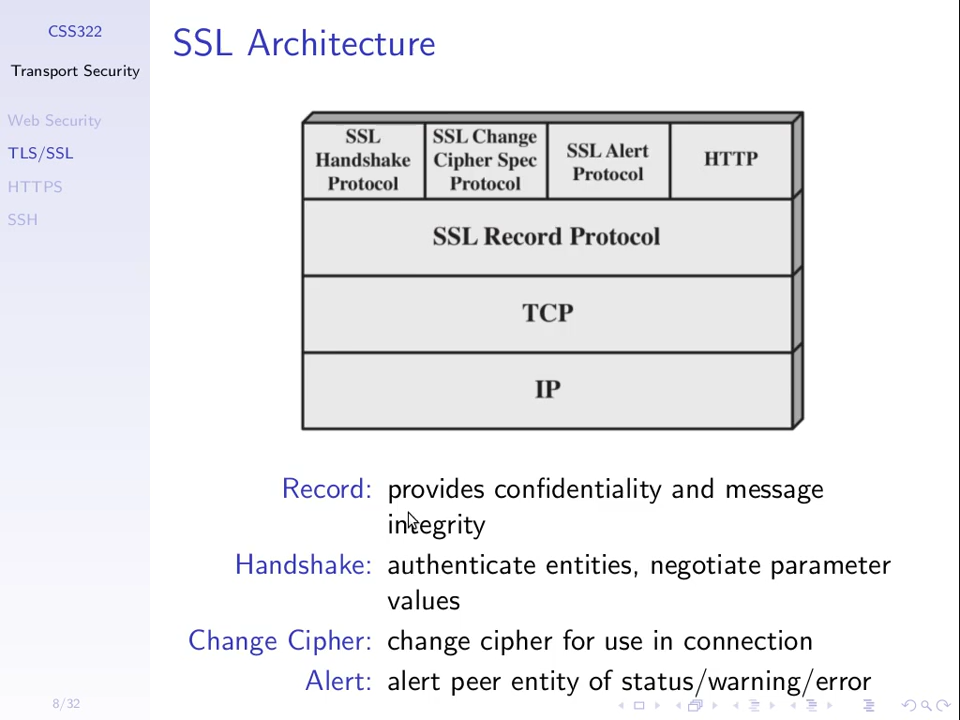 CSS322
Transport Security
Web Security
TLS/SSL
HTTPS
SSH
SSL Architecture
SSL
Handshake
Protocol
SSL Change
Cipher Spec
Protocol
SSL Alert
Protocol
HTTP
SSL Record Protocol
TCP
IP
Record: provides confidentiality and message
integrity
Handshake: authenticate entities, negotiate parameter
values
Change Cipher: change cipher for use in connection
Alert: alert peer entity of status/warning/error
8/32